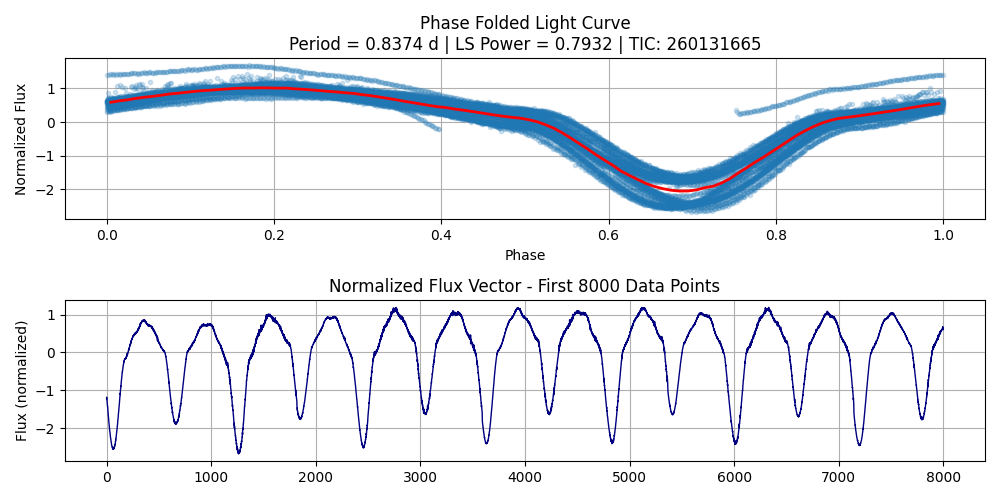 Phase Folded Light Curve
Period = 0.8374 d | LS Power = 0.7932 | TIC: 260131665
Normalized Flux
1
0
−1
−2
0.0 0.2 0.4 0.6 0.8 1.0
Phase
Normalized Flux Vector - First 8000 Data Points
Flux (normalized)
1
0
−1
−2
0 1000 2000 3000 4000 5000 6000 7000 8000